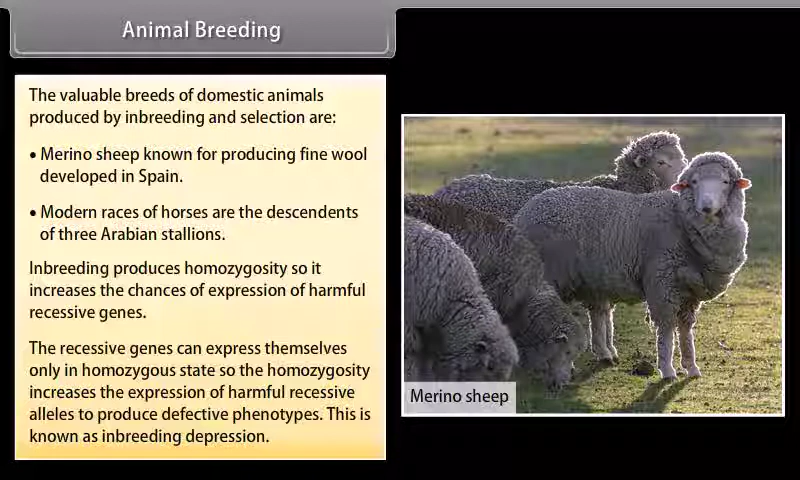 Animal Breeding
The valuable breeds of domestic animals
produced by inbreeding and selection are:
• Merino sheep known for producing fine wool
developed in Spain.
• Modern races of horses are the descendents
of three Arabian stallions.
Inbreeding produces homozygosity so it
increases the chances of expression of harmful
recessive genes.
The recessive genes can express themselves
only in homozygous state so the homozygosity
increases the expression of harmful recessive
alleles to produce defective phenotypes. This is
known as inbreeding depression.
Merino sheep